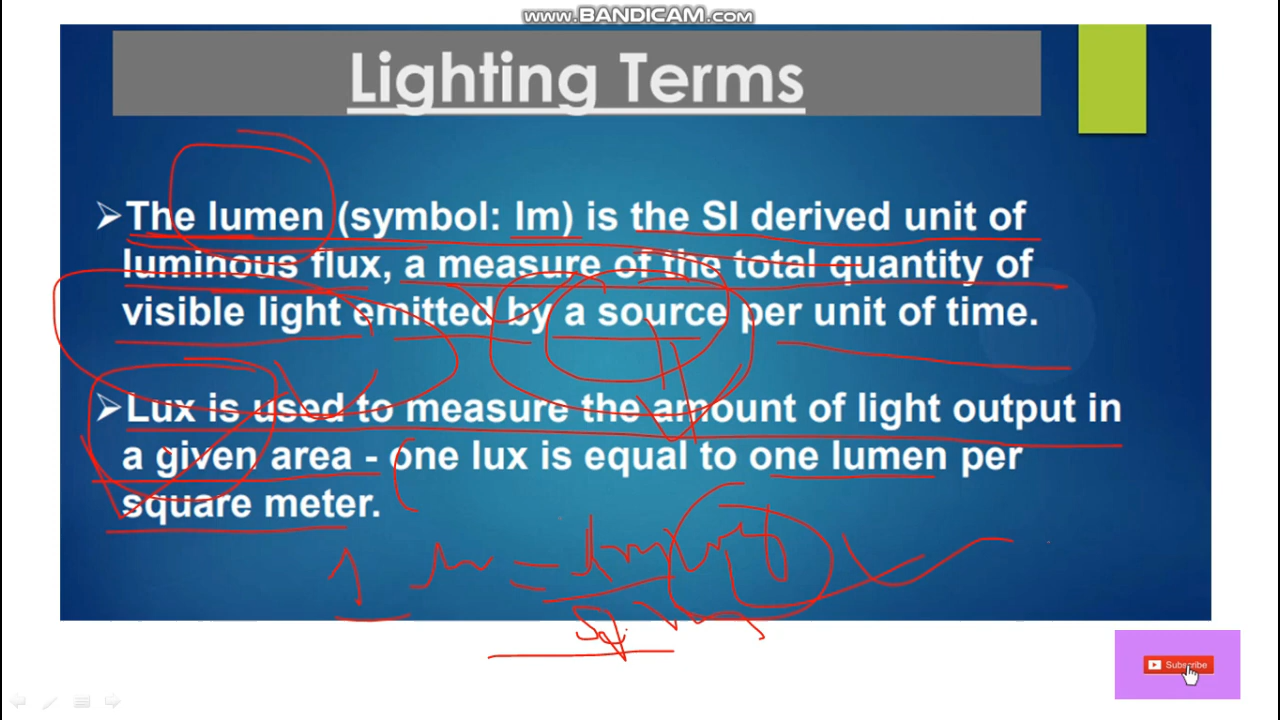 www.BANDICAM.com
Lighting Terms
➢The lumen (symbol: lm) is the SI derived unit of
luminous flux, a measure of the total quantity of
visible light emitted by a source per unit of time.
➢Lux is used to measure the amount of light output in
a given area - one lux is equal to one lumen per
square meter.
Subscribe